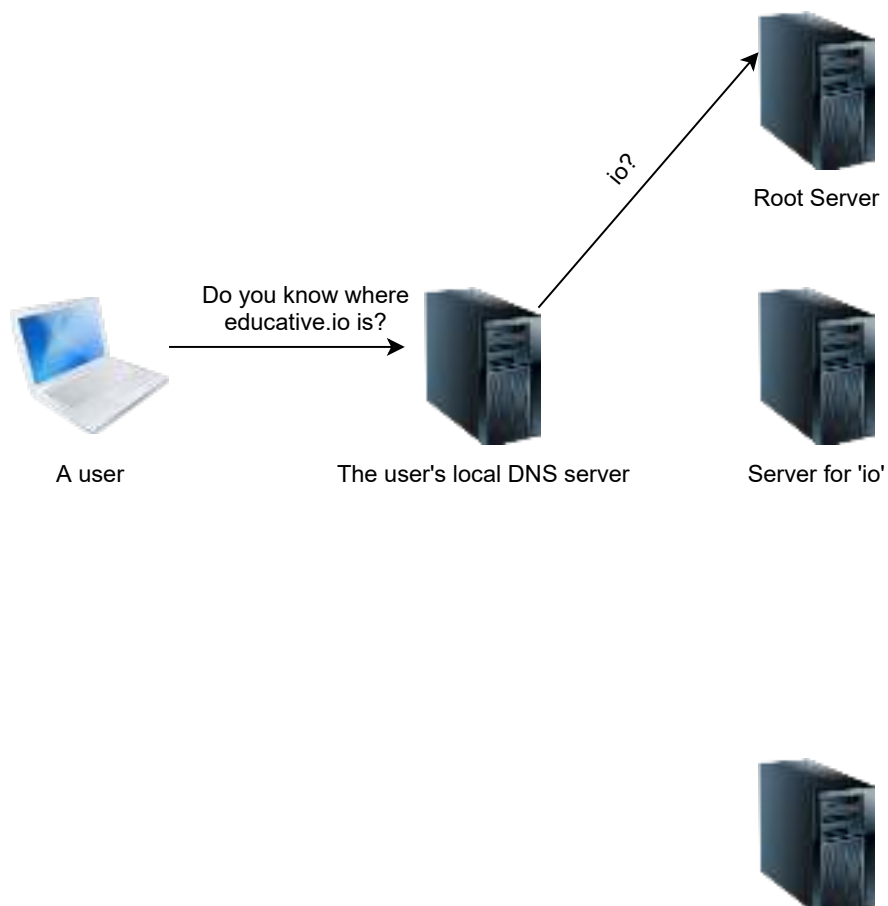 io?
Root Server
Do you know where
educative.io is?
A user
The user's local DNS server
Server for 'io'